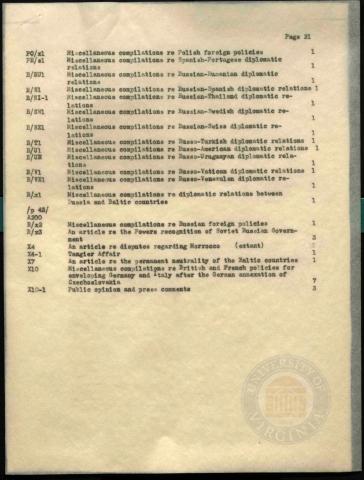 Page 21
PO/x1 Miscellaneous compilations re Polish foreign policies 1
PE/s1 Miscellaneous compilations re Spanish-Portugese diplomatic
relations 1
R/RU1 Miscellaneous compilations re Russian-Rumanian diplomatic
relations 1
R/S1 Miscellaneous compilations re Russian-Spanish diplomatic relations 1
R/SI-1 Miscellaneous compilations re Russian-Thailand diplomatic re-
lations 1
R/SW1 Miscellaneous compilations re Russian-Swedish diplomatic re-
lations 1
R/SZ1 Miscellaneous compilations re Russian-Swiss diplomatic re-
lations 1
R/T1 Miscellaneous compilations re Russo-Turkish diplomatic relations 1
R/U1 Miscellaneous compilations re Russo-American diplomatic relations 1
R/UR Miscellaneous compilations re Russo-Uruguayan diplomatic rela-
tions 1
R/V1 Miscellaneous compilations re Russo-Vatican diplomatic relations 1
R/VE1 Miscellaneous compilations re Russo-Venezuelan diplomatic re-
lations 1
R/x1 Miscellaneous compilations re diplomatic relations between
Russia and Baltic countries 1
/p 48/
A300
R/x2 Miscellaneous compilations re Russian foreign policies 1
R/x3 An article re the Powers recognition of Soviet Russian Govern-
ment 3
X4 An article re disputes regarding Morrocco (extent) 2
X4-1 Tangier Affair 1
X7 An article re the permanent neutrality of the Baltic countries 1
X10 Miscellaneous compilations re British and French policies for
enveloping Germany and Italy after the German annexation of
Czechoslovakia 7
X10-1 Public opinion and press comments 3
UNIVERSITY OF VIRGINIA